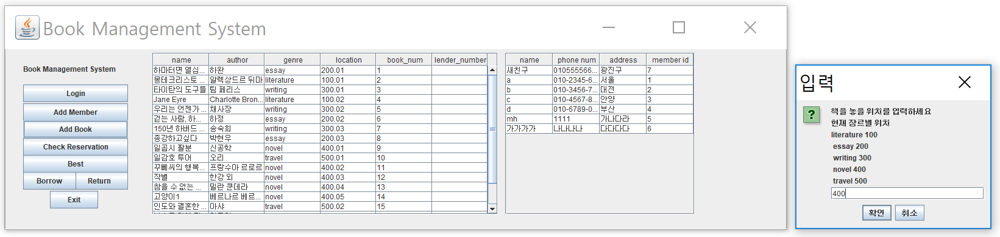 Book Management System
Book Management System
Login
Add Member
Add Book
Check Reservation
Best
Borrow Return
Exit
name author genre location book_num lender_number
하마터면 열심... 하완 essay 200.01 1
몽테크리스토 ... 알렉상드르 뒤마 literature 100.01 2
타이탄의 도구들 팀 페리스 writing 300.01 3
Jane Eyre Charlotte Bron... literature 100.02 4
우리는 언젠가 ... 채사장 writing 300.02 5
걷는 사람, 하... 하정 essay 200.02 6
150년 하버드 ... 송숙희 writing 300.03 7
종강하고싶다 박현우 essay 200.03 8
일곱시 팔분 신공학 novel 400.01 9
일감호 투어 오리 travel 500.01 10
꾸뻬씨의 행복... 프랑수아 르로르 novel 400.02 11
작별 한강 외 novel 400.03 12
참을 수 없는 ... 밀란 쿤데라 novel 400.04 13
고양이1 베르나르 베르... novel 400.05 14
인도와 결혼한 ... 마샤 travel 500.02 15
name phone num address member id
새친구 010555566... 광진구 7
a 010-2345-6... 서울 1
b 010-3456-7... 대전 2
c 010-4567-8... 안양 3
d 010-6789-0... 부산 4
mh 1111 가나다라 5
가가가가 나나나나 다다다다 6
입력
책을 놓을 위치를 입력하세요
현재 장르별 위치
literature 100
essay 200
writing 300
novel 400
travel 500
400
확인 취소